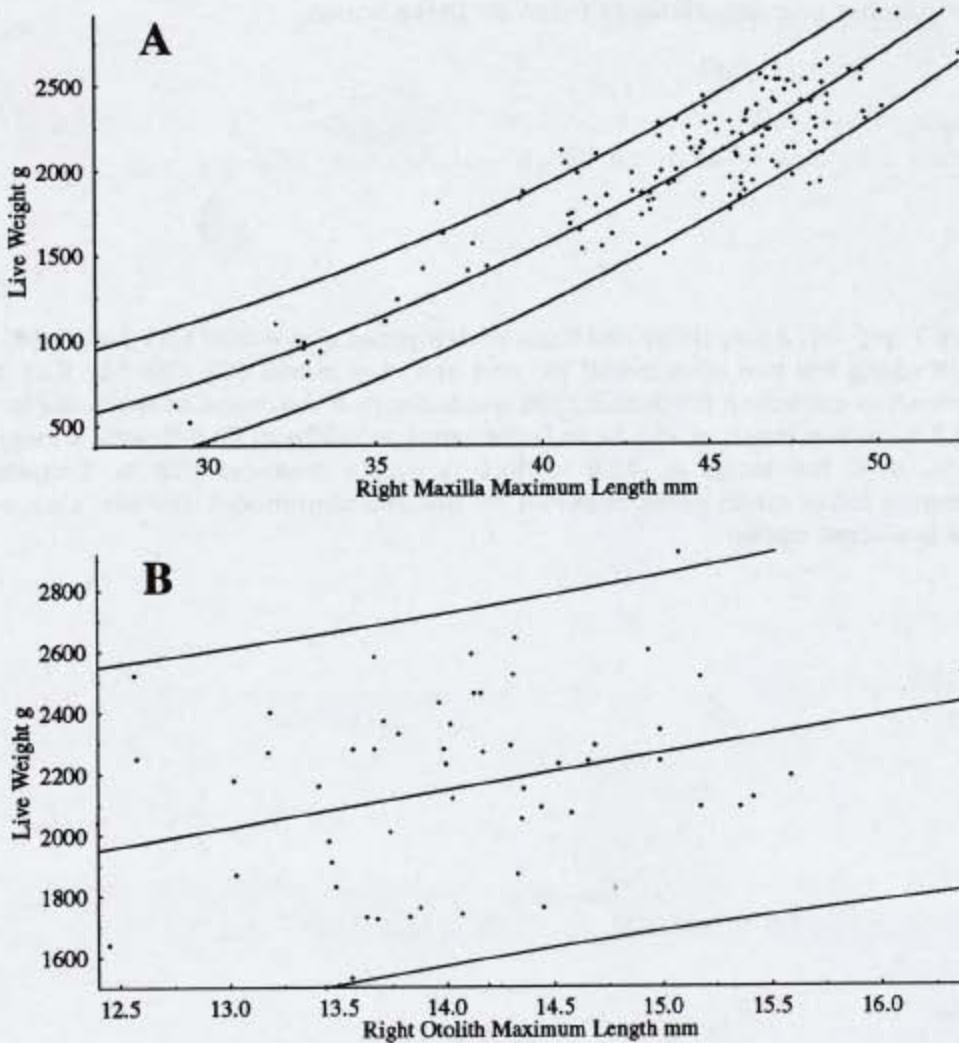 A
2500
2000
1500
1000
500
Live Weight g
30 35 40 45 50
Right Maxilla Maximum Length mm
B
2800
2600
2400
2200
2000
1800
1600
Live Weight g
12.5 13.0 13.5 14.0 14.5 15.0 15.5 16.0
Right Otolith Maximum Length mm